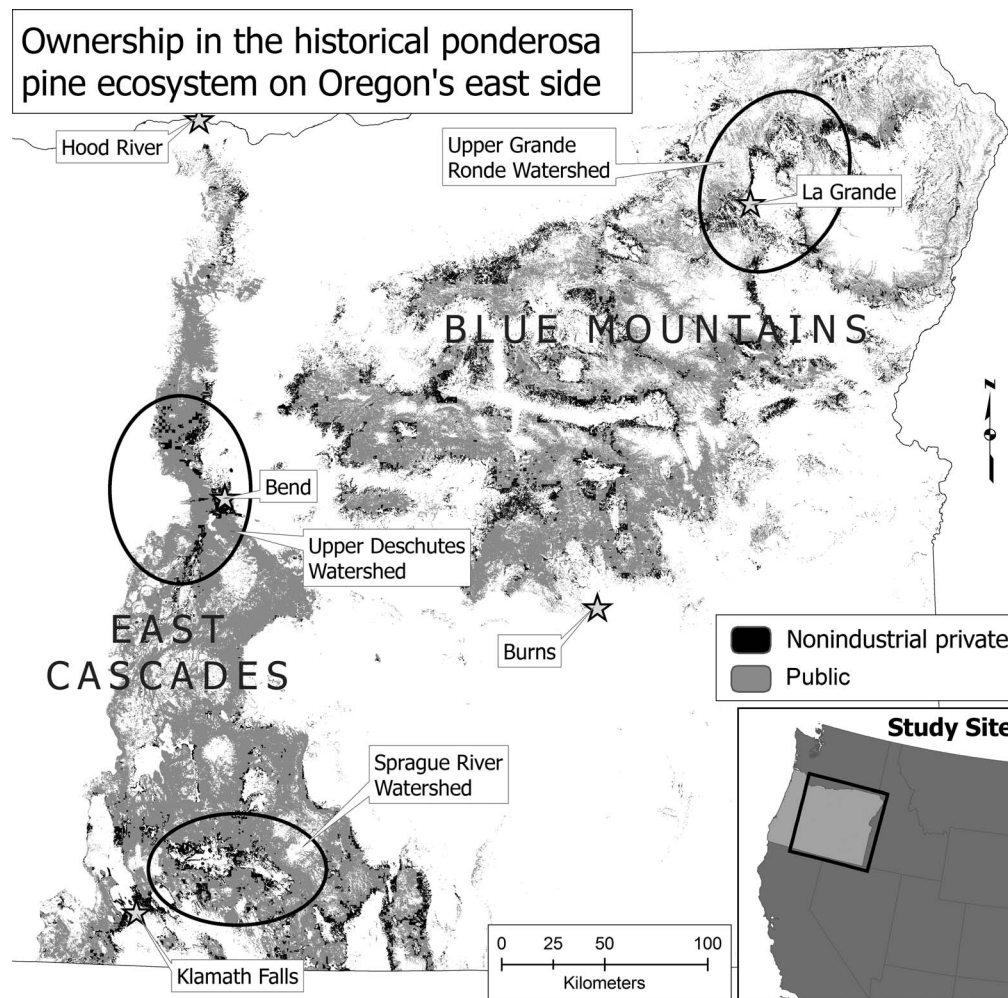 Ownership in the historical ponderosa
pine ecosystem on Oregon's east side
Hood River
Upper Grande
Ronde Watershed
La Grande
BLUE MOUNTAINS
N
Bend
Upper Deschutes
Watershed
EAST
CASCADES
Burns
Nonindustrial private
Public
Study Site
Sprague River
Watershed
Klamath Falls
0 25 50 100
Kilometers